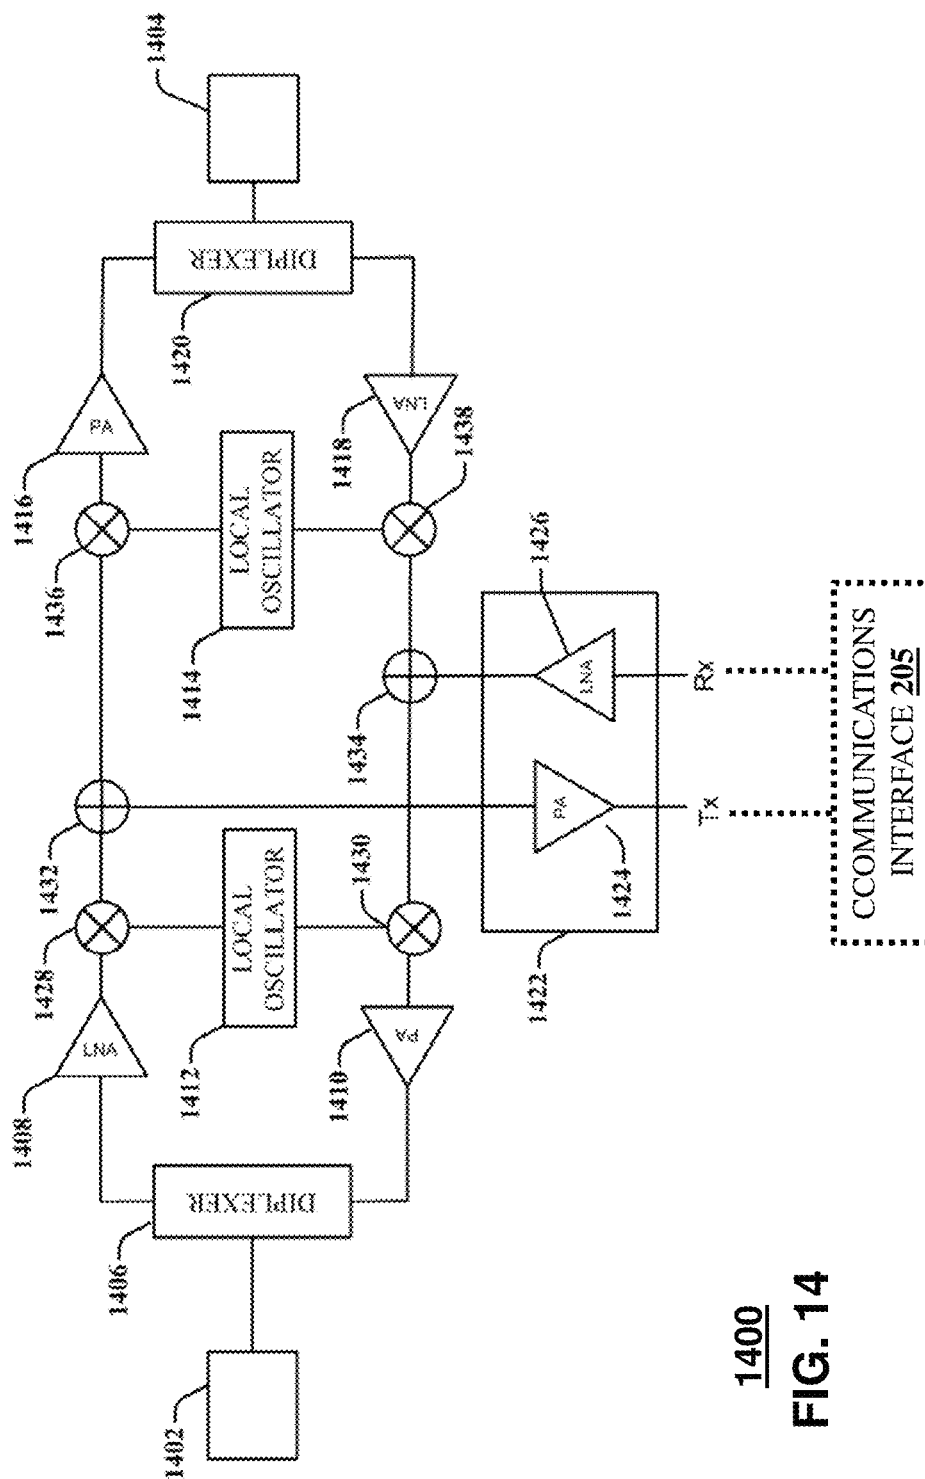 1402
1406
DIPLEXER
1408
LNA
1428
1432
1412
LOCAL
OSCILLATOR
1410
PA
1430
1436
1416
PA
1414
LOCAL
OSCILLATOR
1434
1418
LNA
1438
1420
DIPLEXER
1404
1422
1424
PA
LNA
1426
Tx
Rx
CCOMMUNICATIONS
INTERFACE 205
1400
FIG. 14